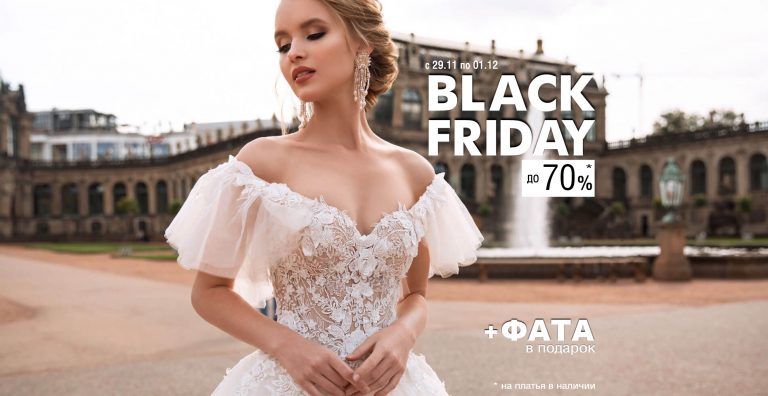 с 29.11 по 01.12
BLACK
FRIDAY
до 70%*
+ФАТА
в подарок
* на платья в наличии